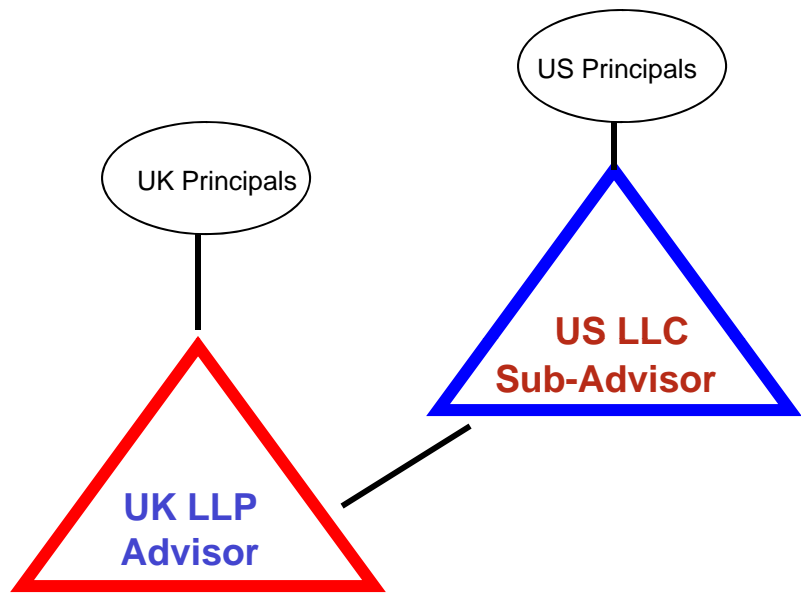 US Principals
UK Principals
US LLC
Sub-Advisor
UK LLP
Advisor